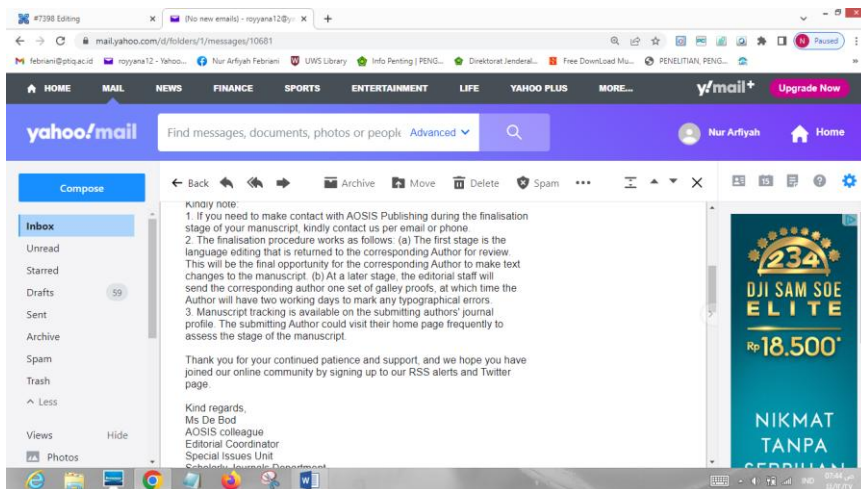 #7398 Editing
(No new emails) - royyana12@y
mail.yahoo.com/d/folders/1/messages/10681
Paused
febriani@ptiq.ac.id
royyana12 - Yahoo...
Nur Arfiyah Febriani
UWS Library
Info Penting | PENG...
Direktorat Jenderal...
Free DownLoad Mu...
PENELITIAN, PENG...
HOME MAIL NEWS FINANCE SPORTS ENTERTAINMENT LIFE YAHOO PLUS MORE...
y!mail+ Upgrade Now
yahoo!mail
Find messages, documents, photos or people Advanced
Nur Arfiyah
Home
Compose
Back Archive Move Delete Spam
15
Inbox
Unread
Starred
Drafts 59
Sent
Archive
Spam
Trash
Less
Views Hide
Photos
Kindly note:
1. If you need to make contact with AOSIS Publishing during the finalisation
stage of your manuscript, kindly contact us per email or phone.
2. The finalisation procedure works as follows: (a) The first stage is the
language editing that is returned to the corresponding Author for review.
This will be the final opportunity for the corresponding Author to make text
changes to the manuscript. (b) At a later stage, the editorial staff will
send the corresponding author one set of galley proofs, at which time the
Author will have two working days to mark any typographical errors.
3. Manuscript tracking is available on the submitting authors' journal
profile. The submitting Author could visit their home page frequently to
assess the stage of the manuscript.
Thank you for your continued patience and support, and we hope you have
joined our online community by signing up to our RSS alerts and Twitter
page.
Kind regards,
Ms De Bod
AOSIS colleague
Editorial Coordinator
Special Issues Unit
Scholarly Journals Department
234
DJI SAM SOE
ELITE
Rp18.500*
NIKMAT
TANPA
IND